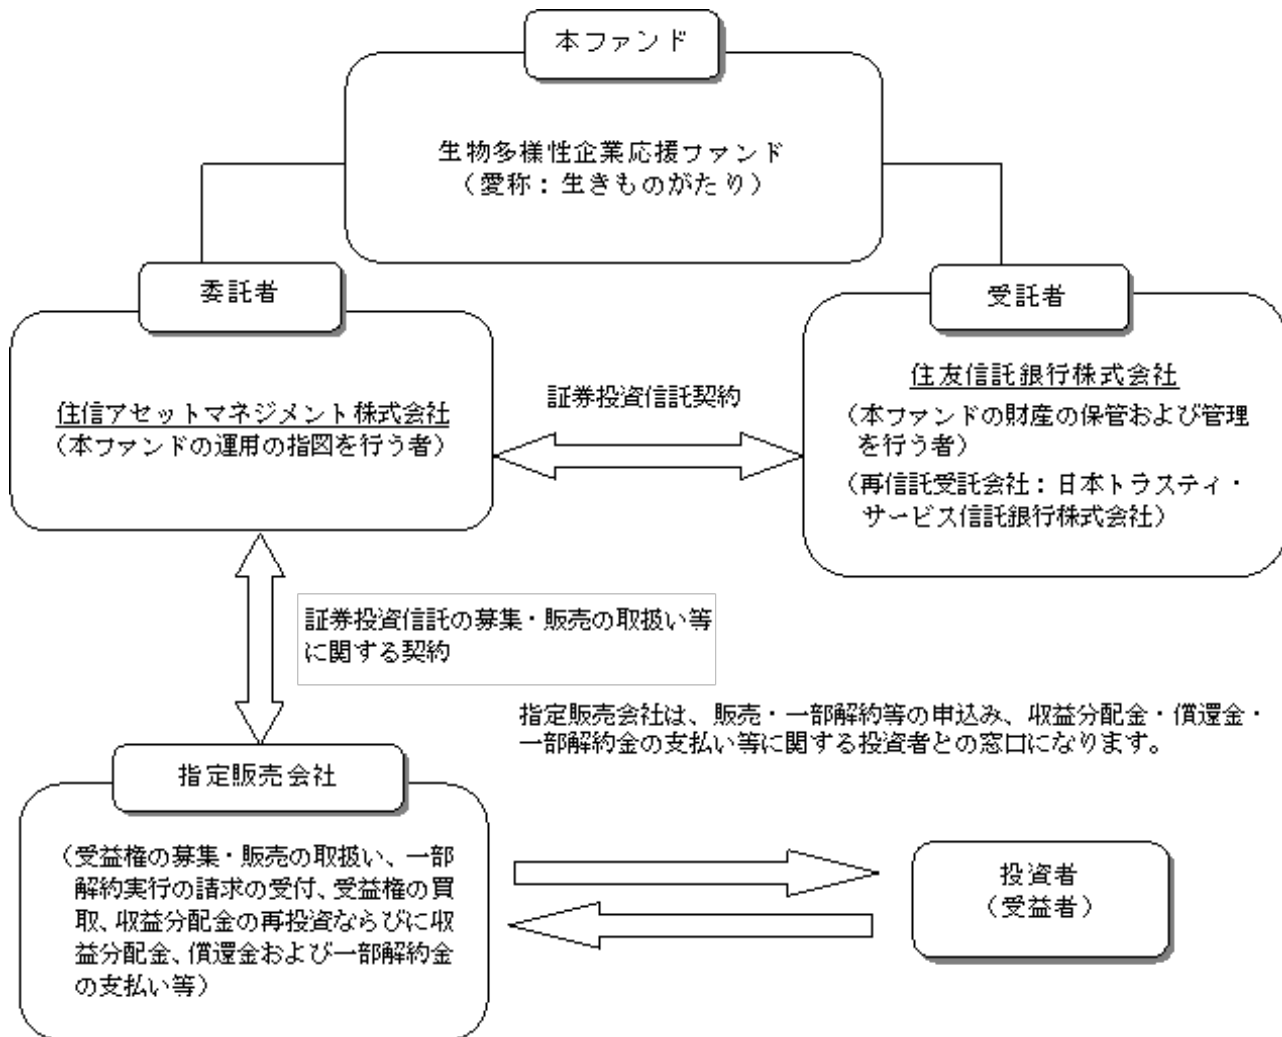 本ファンド
生物多様性企業応援ファンド
（愛称：生きものがたり）
委託者
住信アセットマネジメント株式会社
（本ファンドの運用の指図を行う者）
証券投資信託契約
受託者
住友信託銀行株式会社
（本ファンドの財産の保管および管理
を行う者）
（再信託受託会社：日本トラスティ・
サービス信託銀行株式会社）
証券投資信託の募集・販売の取扱い等
に関する契約
指定販売会社は、販売・一部解約等の申込み、収益分配金・償還金・
一部解約金の支払い等に関する投資者との窓口になります。
指定販売会社
（受益権の募集・販売の取扱い、一部
解約実行の請求の受付、受益権の買
取、収益分配金の再投資ならびに収
益分配金、償還金および一部解約金
の支払い等）
投資者
（受益者）